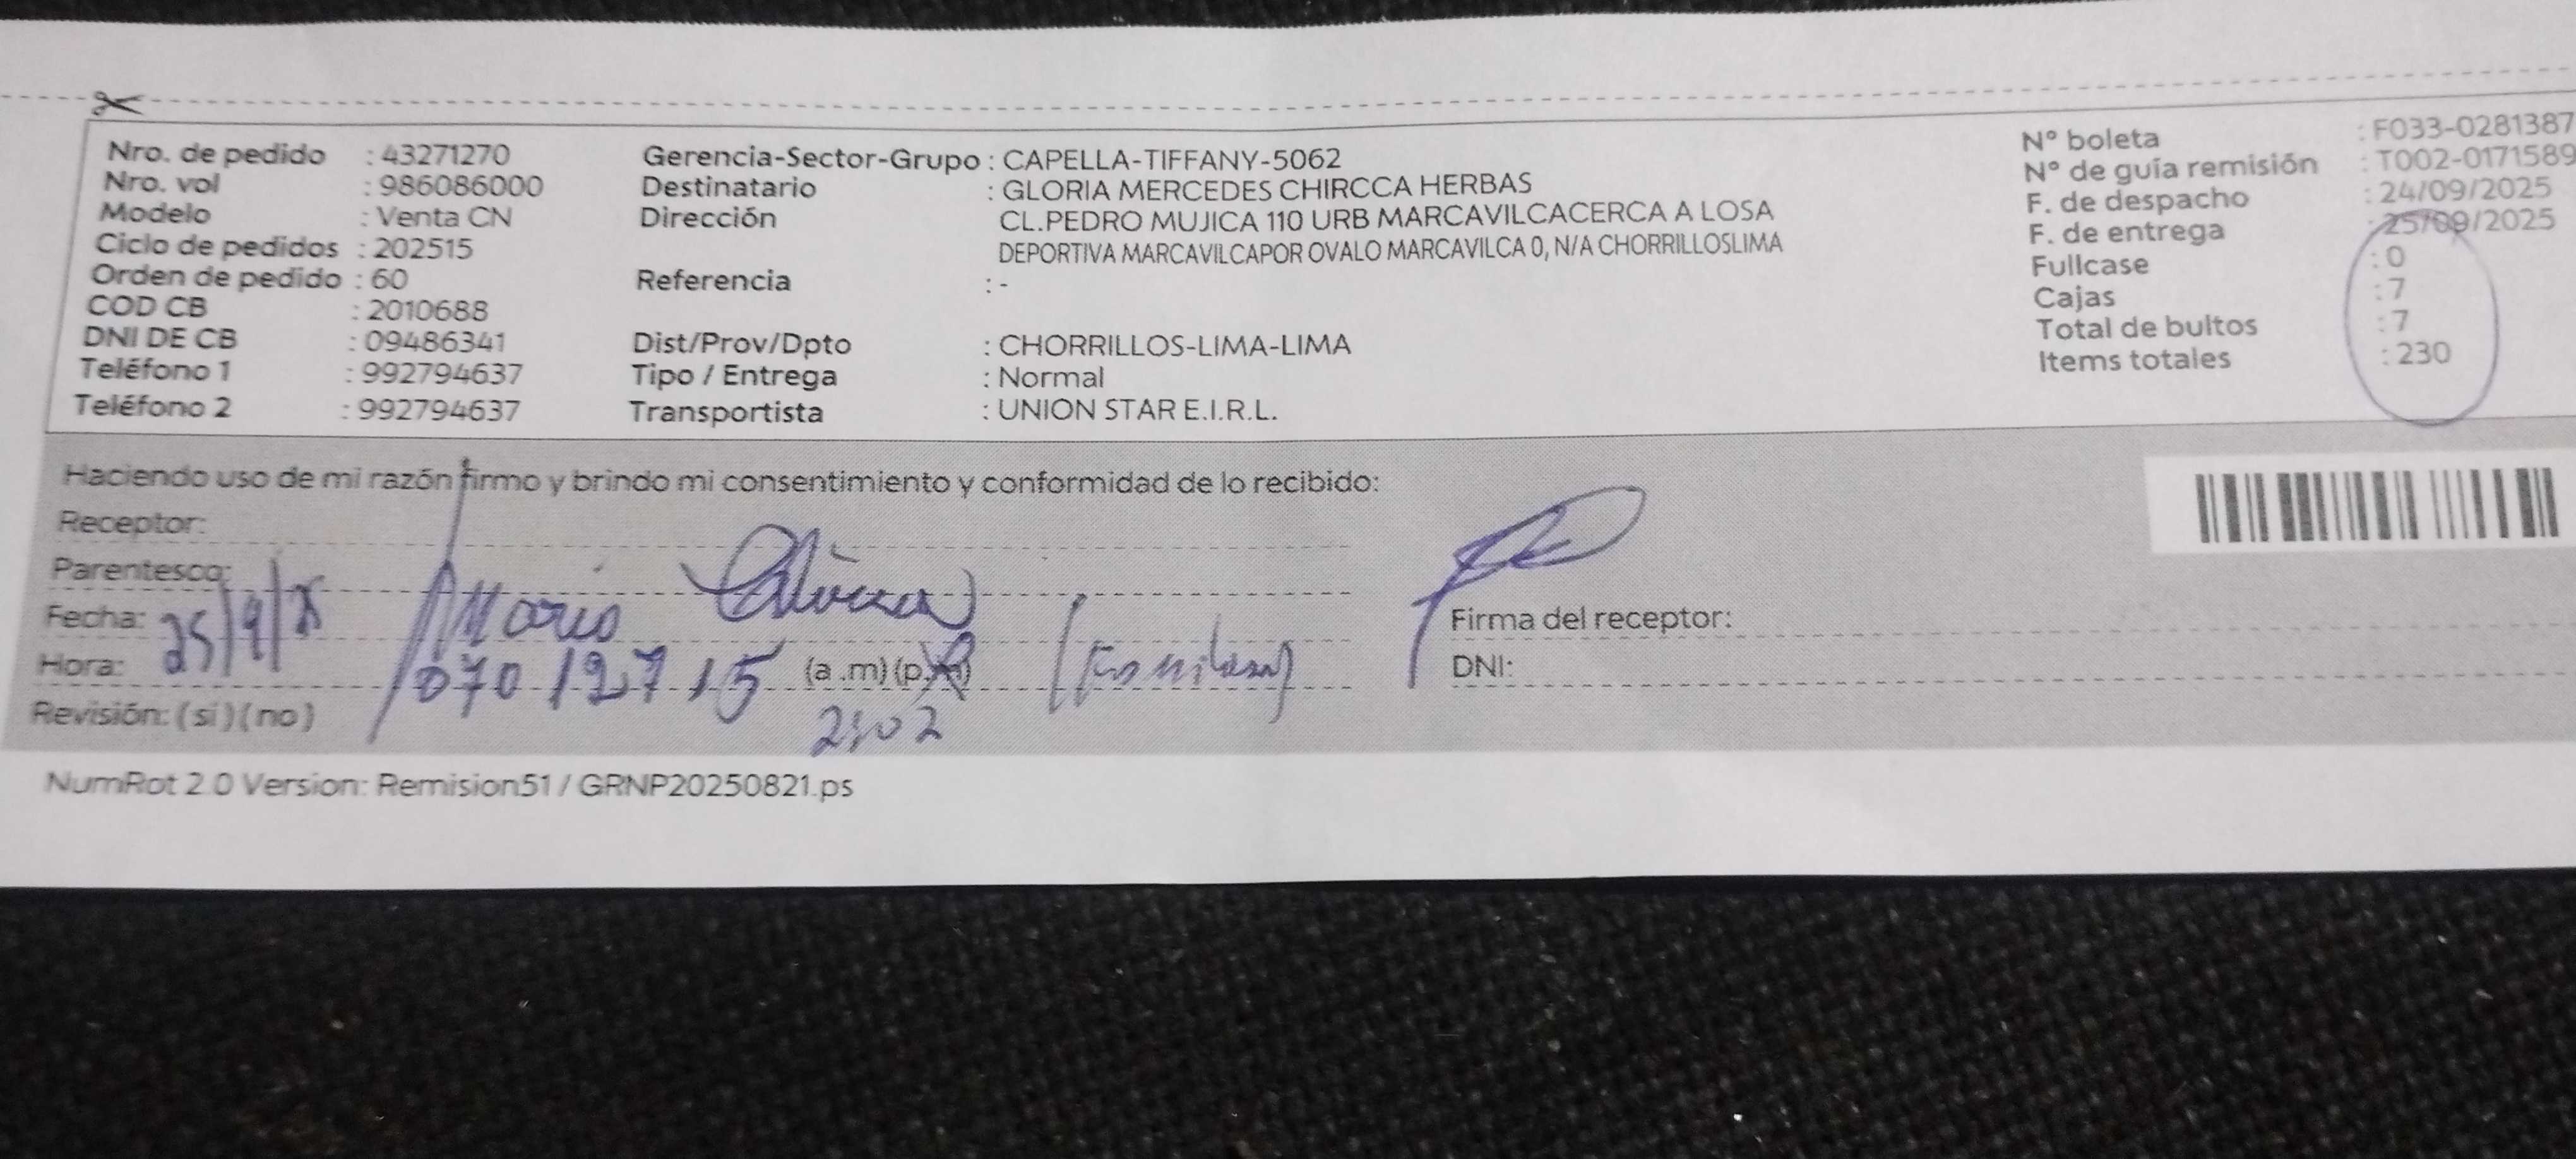 Nro. de pedido : 43271270
Nro. vol : 986086000
Modelo : Venta CN
Ciclo de pedidos : 202515
Orden de pedido : 60
COD CB : 2010688
DNI DE CB : 09486341
Teléfono 1 : 992794637
Teléfono 2 : 992794637
Gerencia-Sector-Grupo : CAPELLA-TIFFANY-5062
Destinatario : GLORIA MERCEDES CHIRCCA HERBAS
Dirección CL.PEDRO MUJICA 110 URB MARCAVILCACERCA A LOSA
DEPORTIVA MARCAVILCAPOR OVALO MARCAVILCA 0, N/A CHORRILLOSLIMA
Referencia : -
Dist/Prov/Dpto : CHORRILLOS-LIMA-LIMA
Tipo / Entrega : Normal
Transportista : UNION STAR E.I.R.L.
N° boleta : F033-0281387
N° de guía remisión : T002-0171589
F. de despacho : 24/09/2025
F. de entrega : 25/09/2025
Fullcase : 0
Cajas : 7
Total de bultos : 7
Items totales : 230
Haciendo uso de mi razón firmo y brindo mi consentimiento y conformidad de lo recibido:
Receptor:
Parentesco:
Fecha: 25/9/25
Hora: 07012715 (a .m)(p.m)
Revisión: (si)(no)
Firma del receptor:
DNI:
NumRot 2.0 Version: Remision51 / GRNP20250821.ps